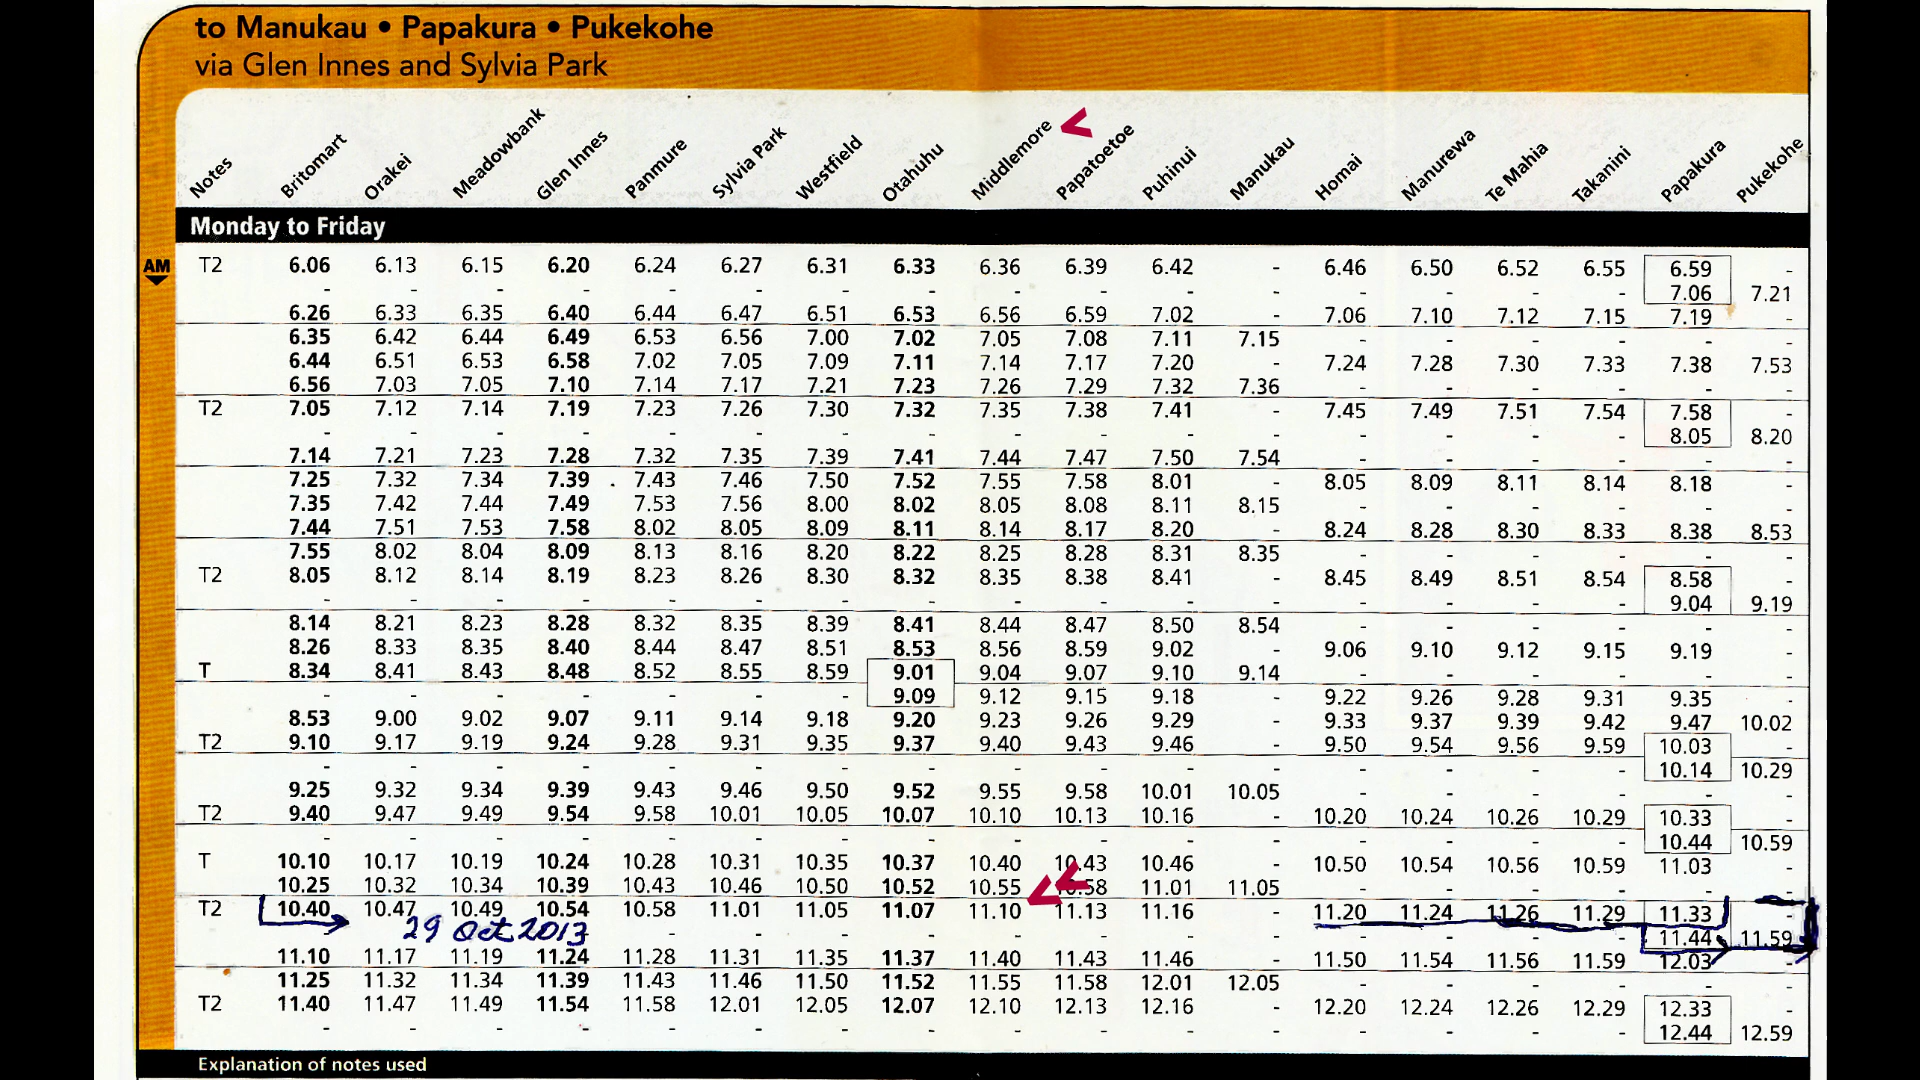 to Manukau • Papakura • Pukekohe
via Glen Innes and Sylvia Park
Notes Britomart Orakei Meadowbank Glen Innes Panmure Sylvia Park Westfield Otahuhu Middlemore Papatoetoe Puhinui Manukau Homai Manurewa Te Mahia Takanini Papakura Pukekohe
Monday to Friday
AM T2 6.06 6.13 6.15 6.20 6.24 6.27 6.31 6.33 6.36 6.39 6.42 - 6.46 6.50 6.52 6.55 6.59 -
- - - - - - - - - - - - - - - - 7.06 7.21
6.26 6.33 6.35 6.40 6.44 6.47 6.51 6.53 6.56 6.59 7.02 - 7.06 7.10 7.12 7.15 7.19 -
6.35 6.42 6.44 6.49 6.53 6.56 7.00 7.02 7.05 7.08 7.11 7.15 - - - - - -
6.44 6.51 6.53 6.58 7.02 7.05 7.09 7.11 7.14 7.17 7.20 - 7.24 7.28 7.30 7.33 7.38 7.53
6.56 7.03 7.05 7.10 7.14 7.17 7.21 7.23 7.26 7.29 7.32 7.36 - - - - - -
T2 7.05 7.12 7.14 7.19 7.23 7.26 7.30 7.32 7.35 7.38 7.41 - 7.45 7.49 7.51 7.54 7.58 -
- - - - - - - - - - - - - - - - 8.05 8.20
7.14 7.21 7.23 7.28 7.32 7.35 7.39 7.41 7.44 7.47 7.50 7.54 - - - - - -
7.25 7.32 7.34 7.39 7.43 7.46 7.50 7.52 7.55 7.58 8.01 - 8.05 8.09 8.11 8.14 8.18 -
7.35 7.42 7.44 7.49 7.53 7.56 8.00 8.02 8.05 8.08 8.11 8.15 - - - - - -
7.44 7.51 7.53 7.58 8.02 8.05 8.09 8.11 8.14 8.17 8.20 - 8.24 8.28 8.30 8.33 8.38 8.53
7.55 8.02 8.04 8.09 8.13 8.16 8.20 8.22 8.25 8.28 8.31 8.35 - - - - - -
T2 8.05 8.12 8.14 8.19 8.23 8.26 8.30 8.32 8.35 8.38 8.41 - 8.45 8.49 8.51 8.54 8.58 -
- - - - - - - - - - - - - - - - 9.04 9.19
8.14 8.21 8.23 8.28 8.32 8.35 8.39 8.41 8.44 8.47 8.50 8.54 - - - - - -
8.26 8.33 8.35 8.40 8.44 8.47 8.51 8.53 8.56 8.59 9.02 - 9.06 9.10 9.12 9.15 9.19 -
T 8.34 8.41 8.43 8.48 8.52 8.55 8.59 9.01 9.04 9.07 9.10 9.14 - - - - - -
- - - - - - - 9.09 9.12 9.15 9.18 - 9.22 9.26 9.28 9.31 9.35 -
8.53 9.00 9.02 9.07 9.11 9.14 9.18 9.20 9.23 9.26 9.29 - 9.33 9.37 9.39 9.42 9.47 10.02
T2 9.10 9.17 9.19 9.24 9.28 9.31 9.35 9.37 9.40 9.43 9.46 - 9.50 9.54 9.56 9.59 10.03 -
- - - - - - - - - - - - - - - - 10.14 10.29
9.25 9.32 9.34 9.39 9.43 9.46 9.50 9.52 9.55 9.58 10.01 10.05 - - - - - -
T2 9.40 9.47 9.49 9.54 9.58 10.01 10.05 10.07 10.10 10.13 10.16 - 10.20 10.24 10.26 10.29 10.33 -
- - - - - - - - - - - - - - - - 10.44 10.59
T 10.10 10.17 10.19 10.24 10.28 10.31 10.35 10.37 10.40 10.43 10.46 - 10.50 10.54 10.56 10.59 11.03 -
10.25 10.32 10.34 10.39 10.43 10.46 10.50 10.52 10.55 10.58 11.01 11.05 - - - - - -
T2 10.40 10.47 10.49 10.54 10.58 11.01 11.05 11.07 11.10 11.13 11.16 - 11.20 11.24 11.26 11.29 11.33 -
29 Oct 2013
- - - - - - - - - - - - - - 11.44 11.59
11.10 11.17 11.19 11.24 11.28 11.31 11.35 11.37 11.40 11.43 11.46 - 11.50 11.54 11.56 11.59 12.03 -
11.25 11.32 11.34 11.39 11.43 11.46 11.50 11.52 11.55 11.58 12.01 12.05 - - - - - -
T2 11.40 11.47 11.49 11.54 11.58 12.01 12.05 12.07 12.10 12.13 12.16 - 12.20 12.24 12.26 12.29 12.33 -
- - - - - - - - - - - - - - - - 12.44 12.59
Explanation of notes used